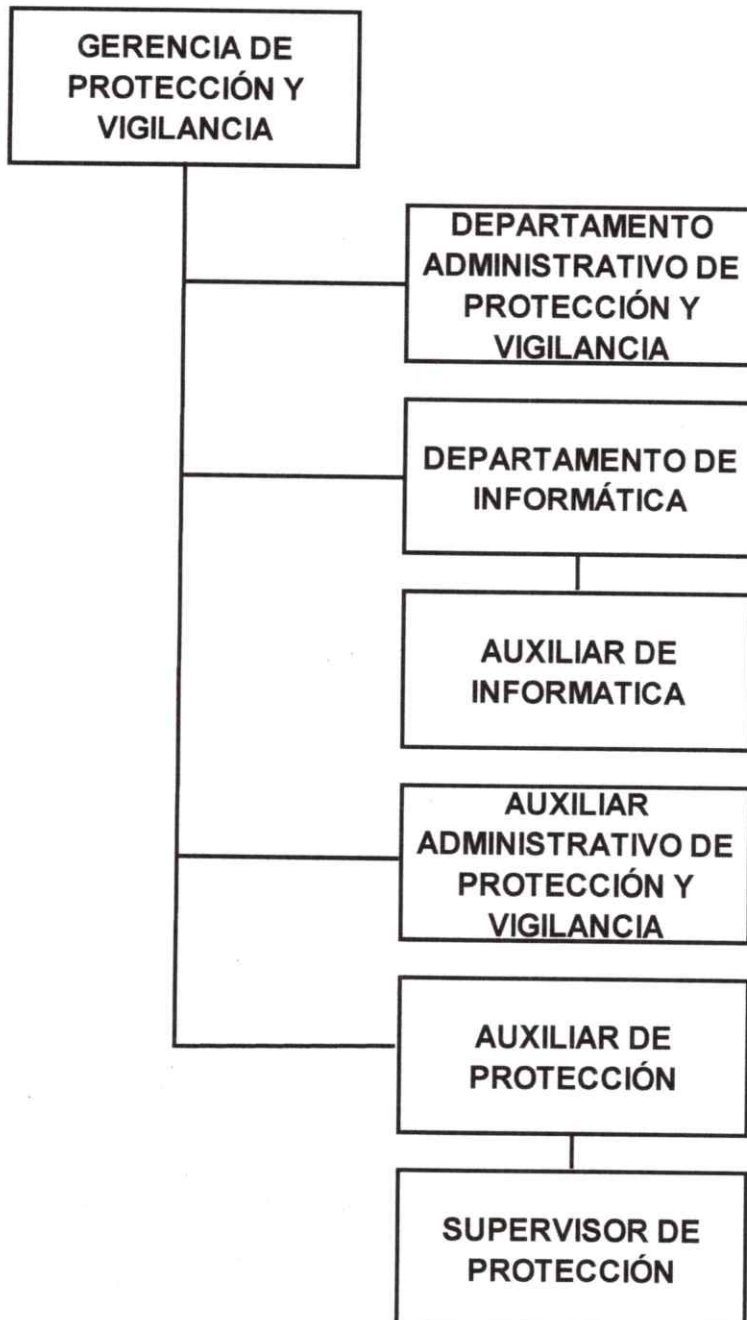 GERENCIA DE
PROTECCIÓN Y
VIGILANCIA
DEPARTAMENTO
ADMINISTRATIVO DE
PROTECCIÓN Y
VIGILANCIA
DEPARTAMENTO DE
INFORMÁTICA
AUXILIAR DE
INFORMATICA
AUXILIAR
ADMINISTRATIVO DE
PROTECCIÓN Y
VIGILANCIA
AUXILIAR DE
PROTECCIÓN
SUPERVISOR DE
PROTECCIÓN